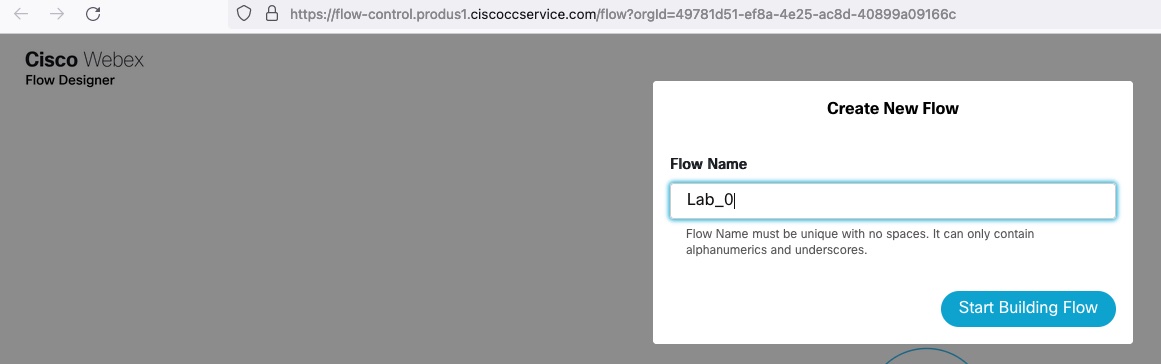 https://flow-control.produs1.ciscoccservice.com/flow?orgId=49781d51-ef8a-4e25-ac8d-40899a09166c
Cisco Webex
Flow Designer
Create New Flow
Flow Name
Lab_0
Flow Name must be unique with no spaces. It can only contain
alphanumerics and underscores.
Start Building Flow